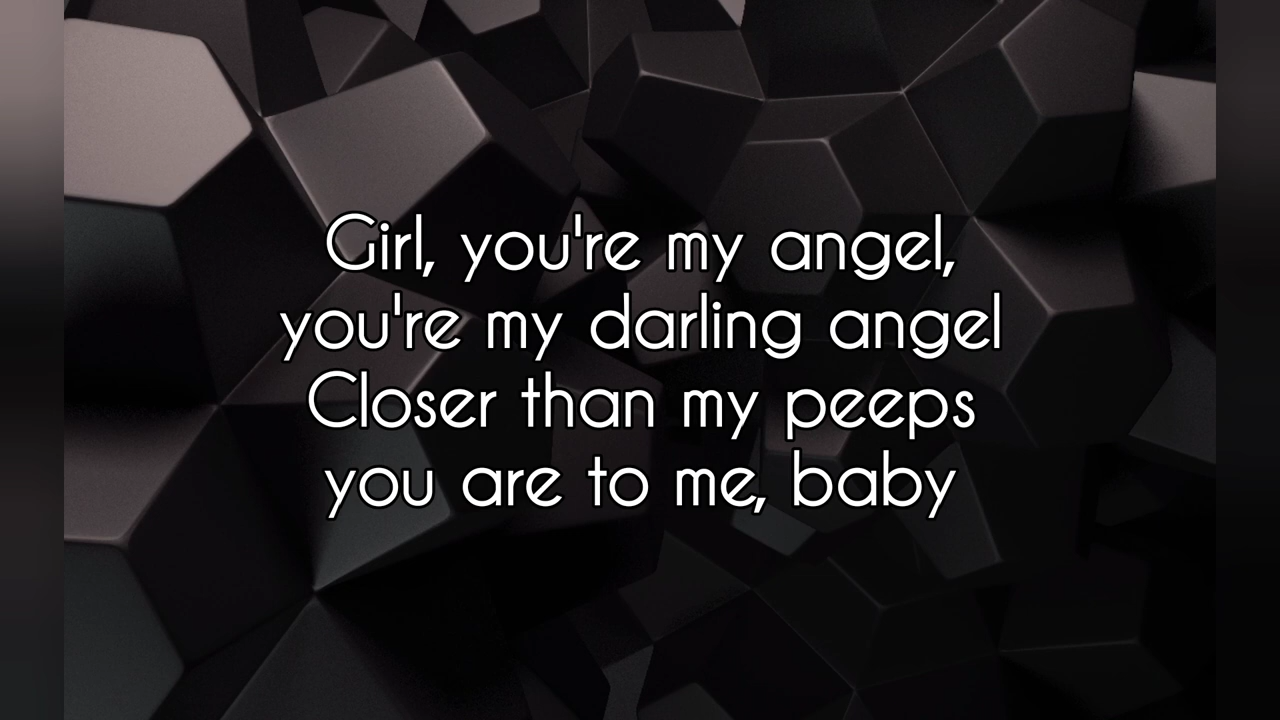 Girl, you're my angel,
you're my darling angel
Closer than my peeps
you are to me, baby